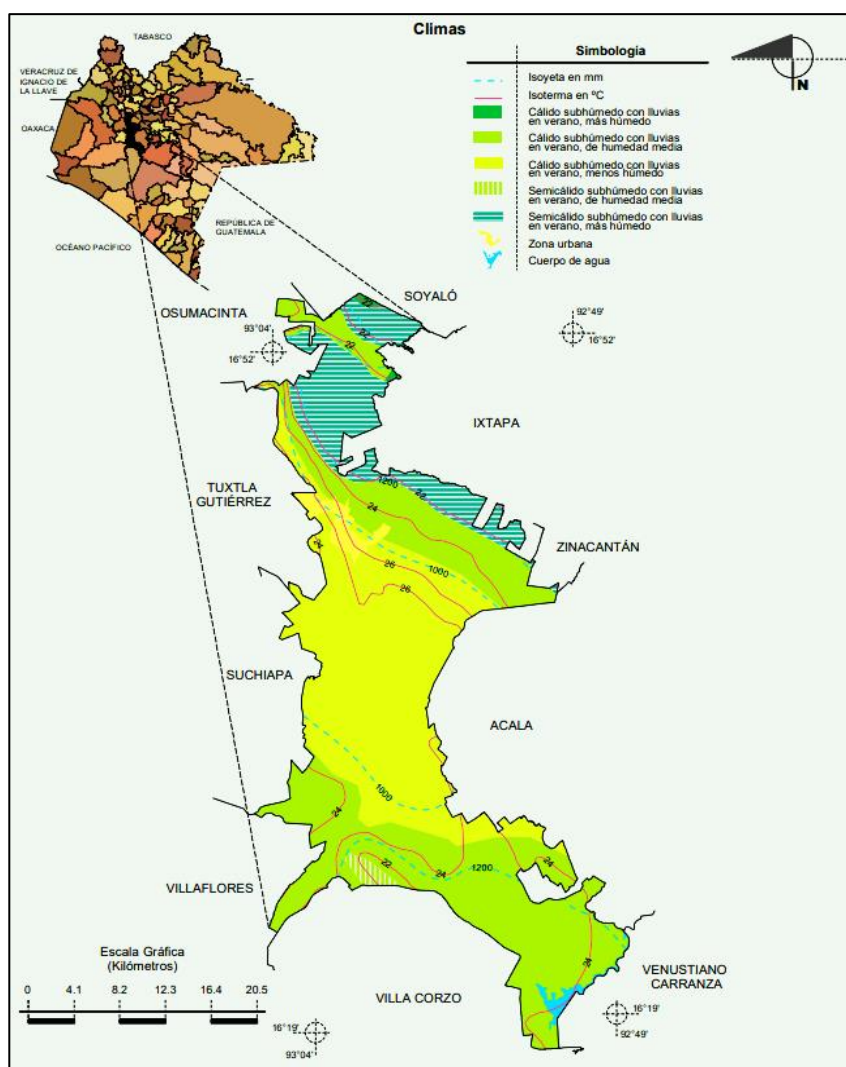 Climas
TABASCO
VERACRUZ DE
IGNACIO DE
LA LLAVE
OAXACA
REPÚBLICA DE
GUATEMALA
OCÉANO PACÍFICO
Simbología
Isoyeta en mm
Isoterma en ºC
Cálido subhúmedo con lluvias
en verano, más húmedo
Cálido subhúmedo con lluvias
en verano, de humedad media
Cálido subhúmedo con lluvias
en verano, menos húmedo
Semicálido subhúmedo con lluvias
en verano, de humedad media
Semicálido subhúmedo con lluvias
en verano, más húmedo
Zona urbana
Cuerpo de agua
N
SOYALÓ
OSUMACINTA
93°04'
16°52'
92°49'
16°52'
22
22
22
IXTAPA
TUXTLA
GUTIÉRREZ
1200
22
24
ZINACANTÁN
24
26
1000
26
SUCHIAPA
ACALA
1000
24
24
22
24
1200
VILLAFLORES
24
VENUSTIANO
CARRANZA
VILLA CORZO
Escala Gráfica
(Kilómetros)
0 4.1 8.2 12.3 16.4 20.5
16°19'
93°04'
16°19'
92°49'